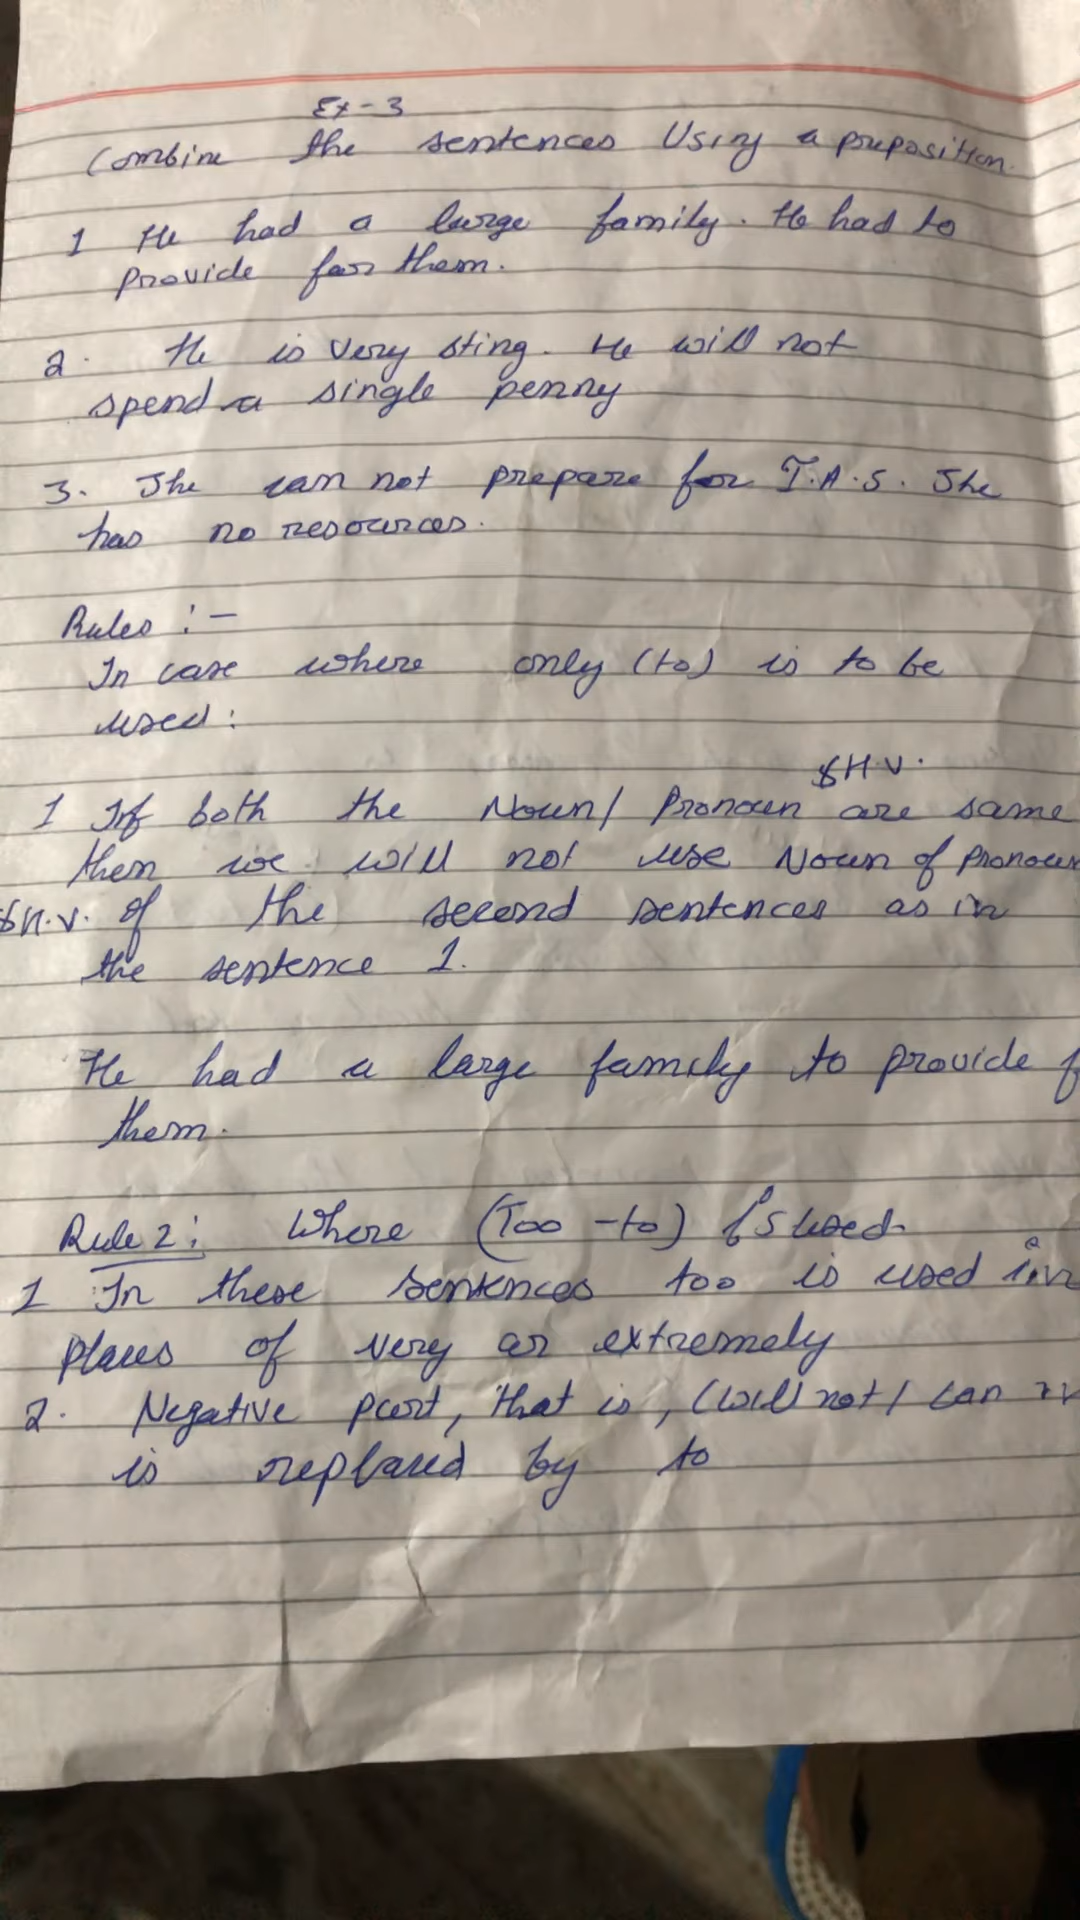 Ex-3
Combine the sentences Using a preposition.
1 He had a large family. He had to
provide for them.
2. He is very sting. He will not
spend a single penny
3. She can not prepare for I.A.S. She
has no resources.
Rules :-
In case where only (to) is to be
used:
$H.V.
1 If both the Noun/ Pronoun are same
then we will not use Noun of Pronoun
$H.V. of the second sentences as in
the sentence 1.
He had a large family to provide f
them.
Rule 2: Where (Too -to) is used
1 In these sentences too is used in
places of very or extremely
2. Negative part, that is, (will not/ can
is replaced by to